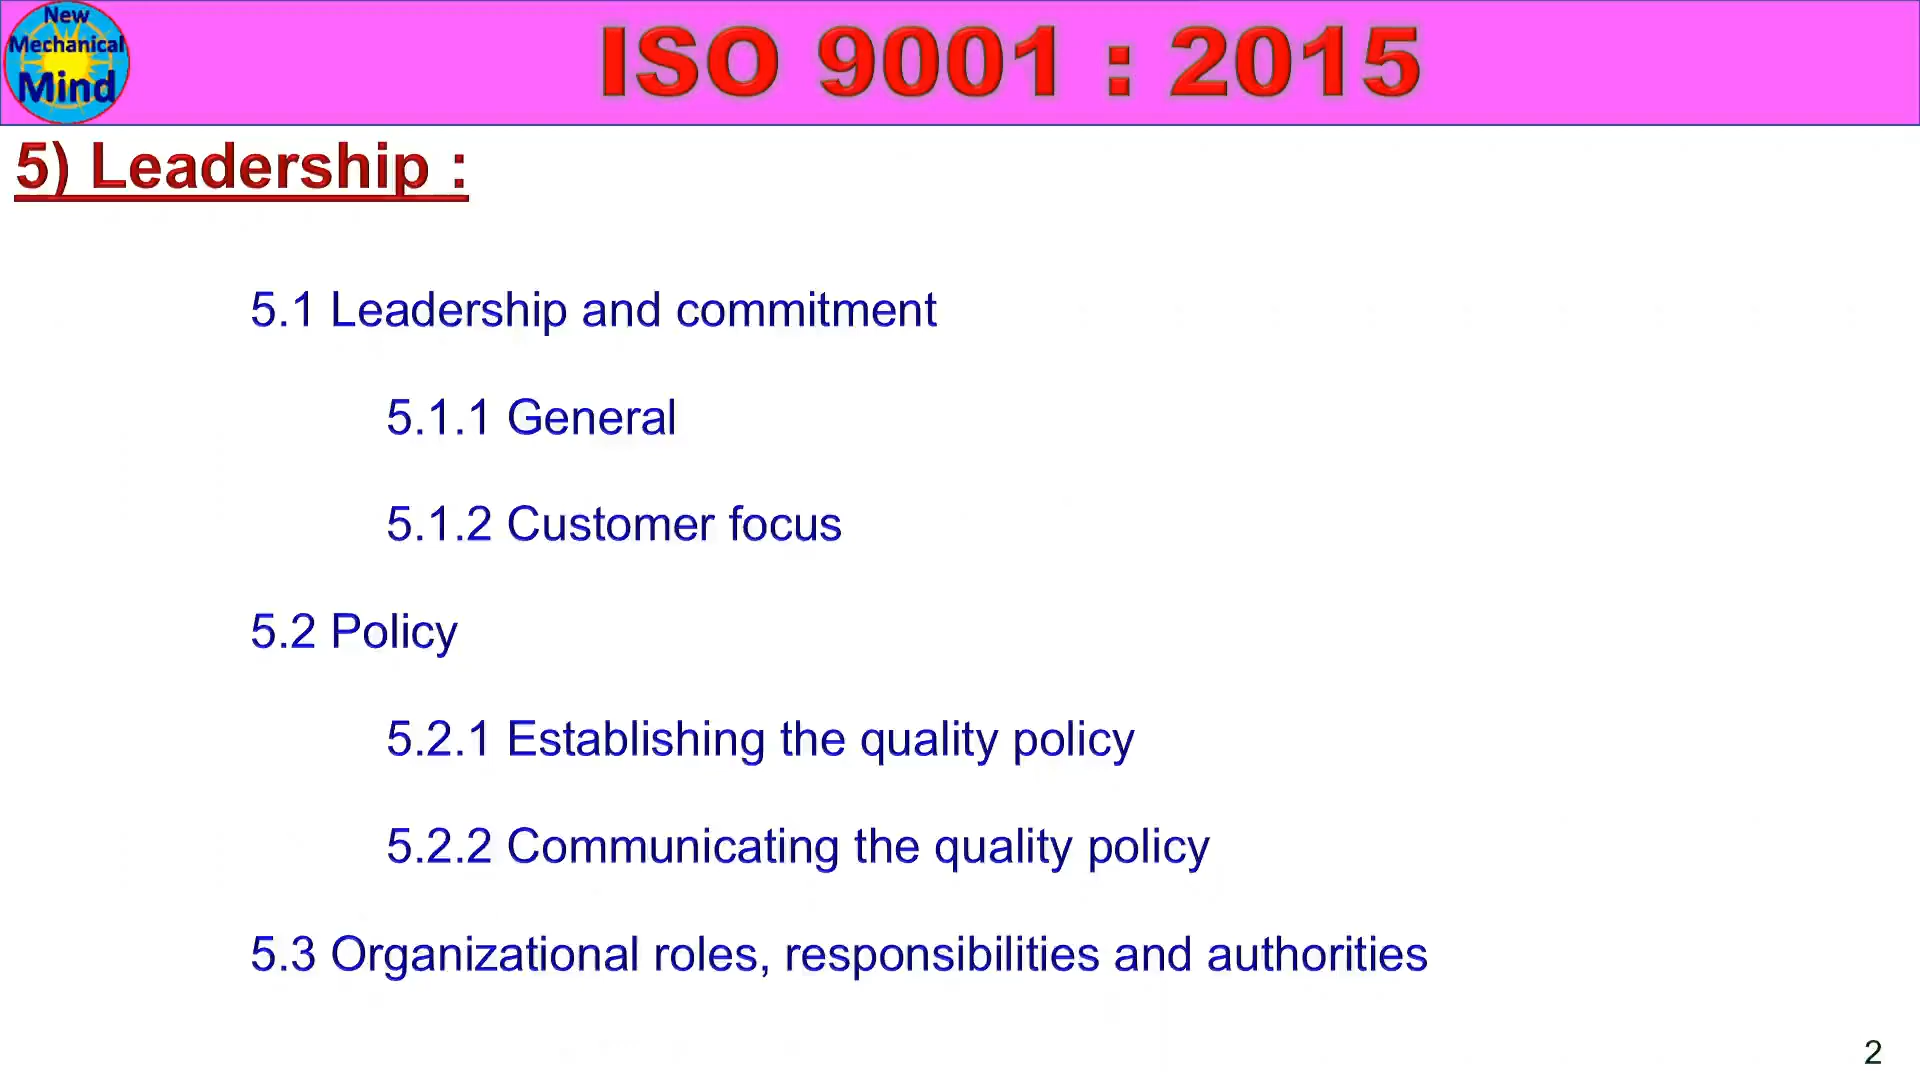 New
Mechanical
Mind
ISO 9001 : 2015
5) Leadership :
5.1 Leadership and commitment
5.1.1 General
5.1.2 Customer focus
5.2 Policy
5.2.1 Establishing the quality policy
5.2.2 Communicating the quality policy
5.3 Organizational roles, responsibilities and authorities
2